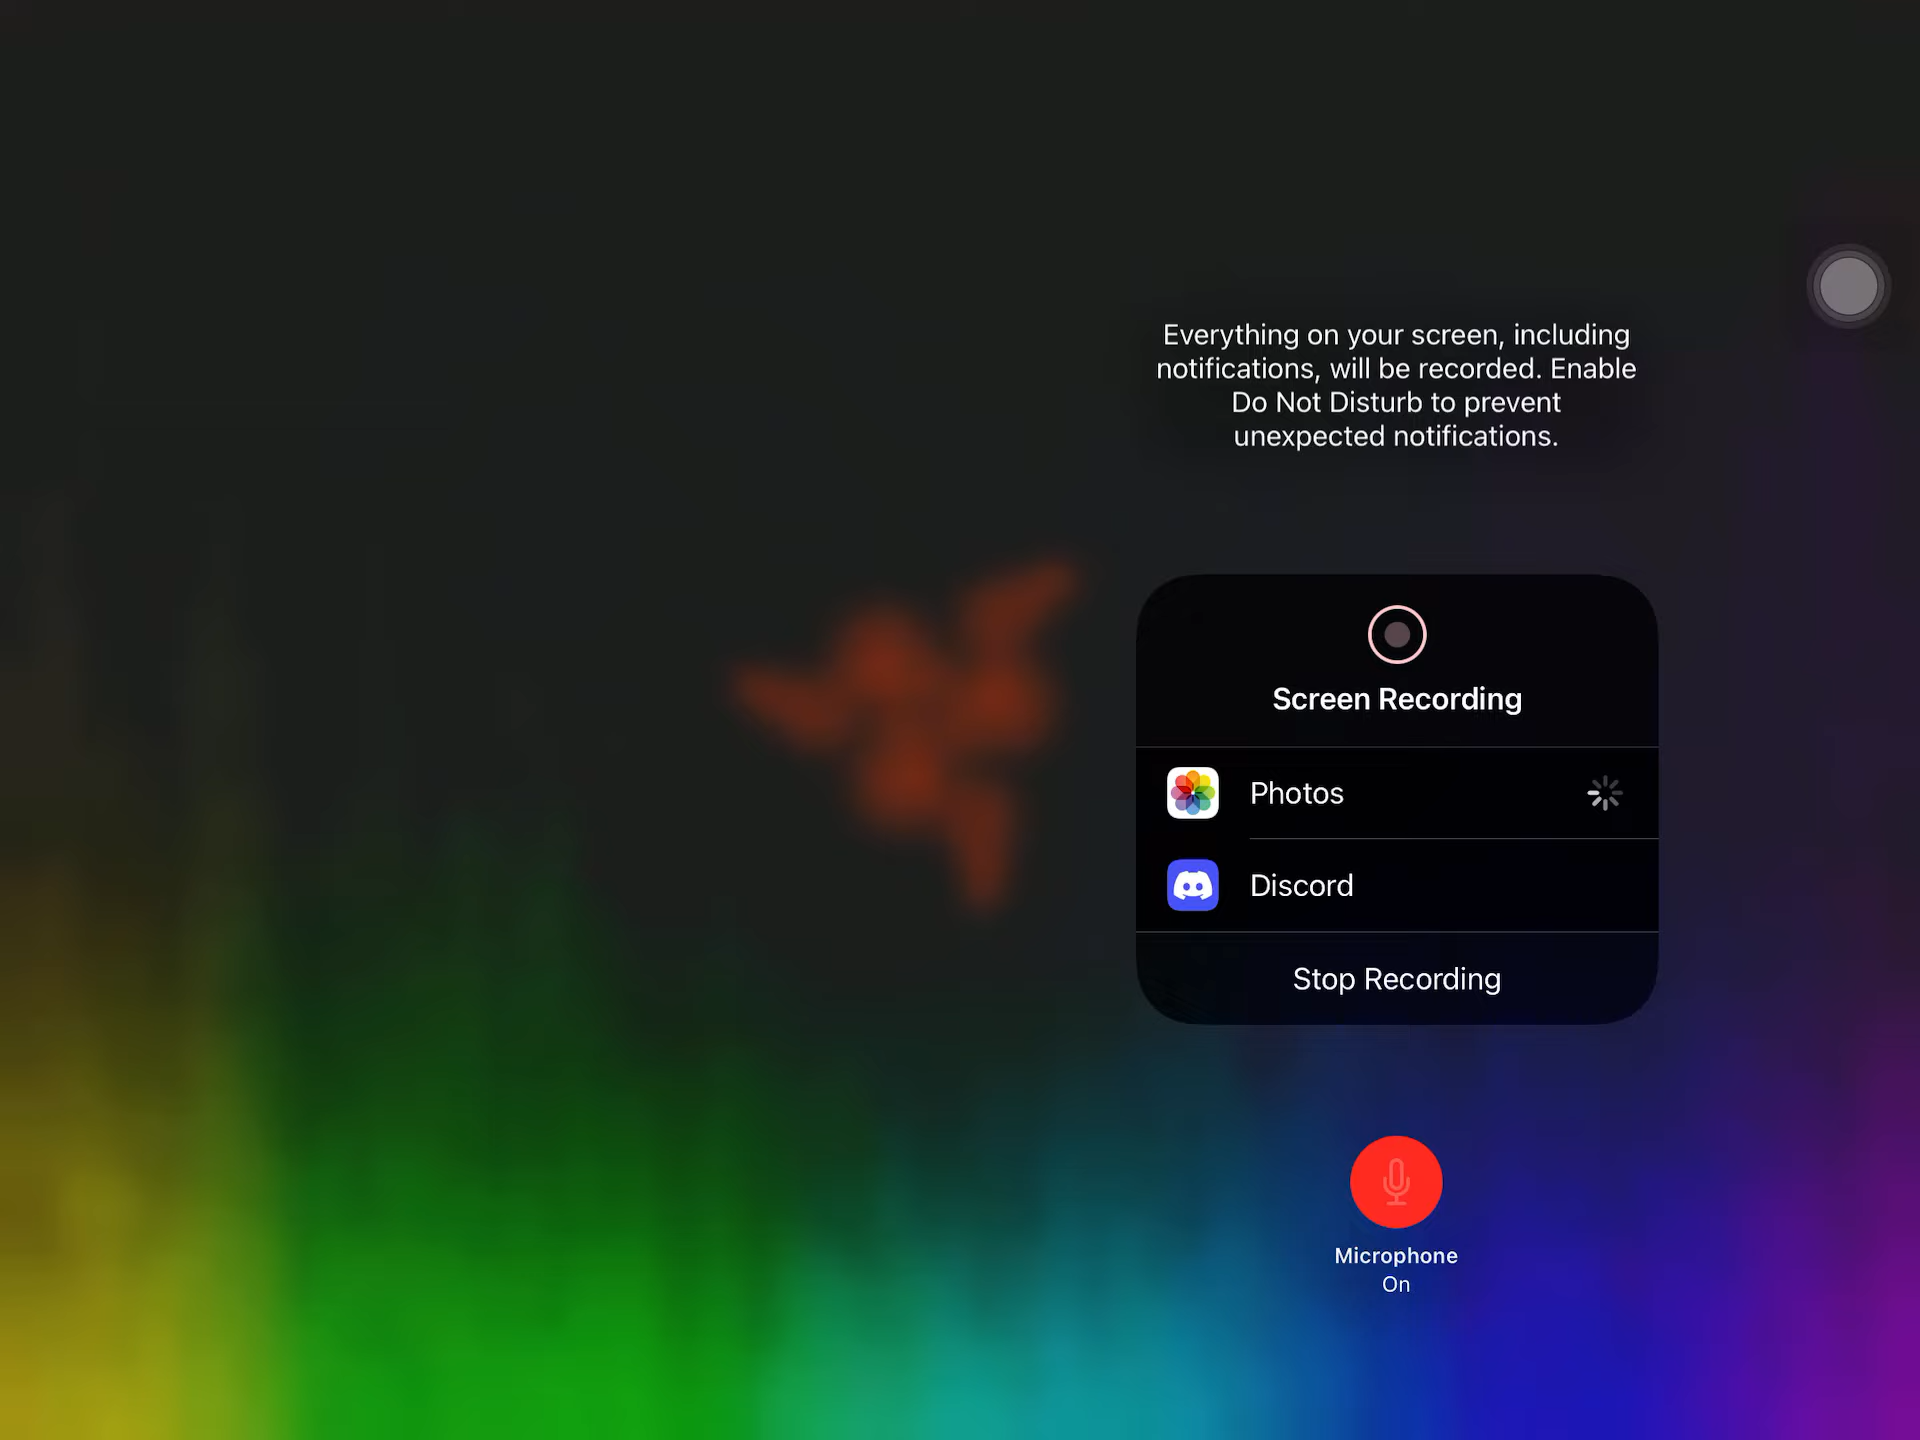 Everything on your screen, including
notifications, will be recorded. Enable
Do Not Disturb to prevent
unexpected notifications.
Screen Recording
Photos
Discord
Stop Recording
Microphone
On